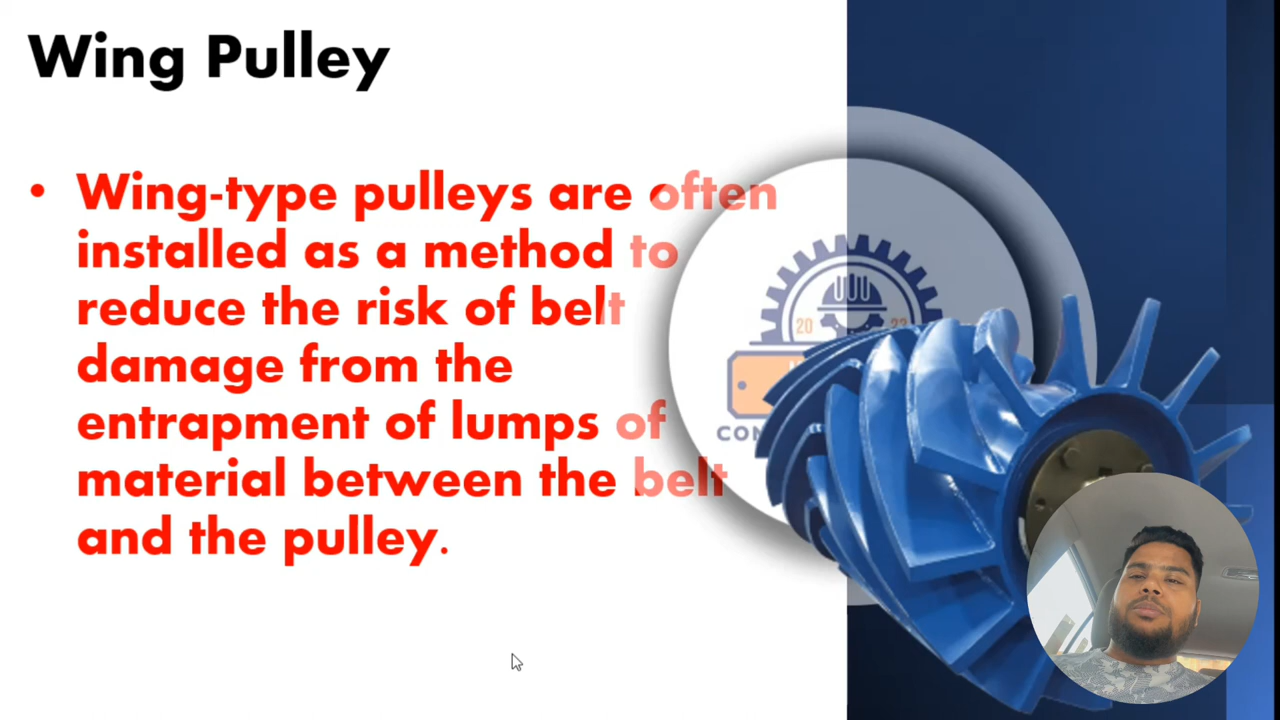 Wing Pulley
• Wing-type pulleys are often
installed as a method to
reduce the risk of belt
damage from the
entrapment of lumps of
material between the belt
and the pulley.
20